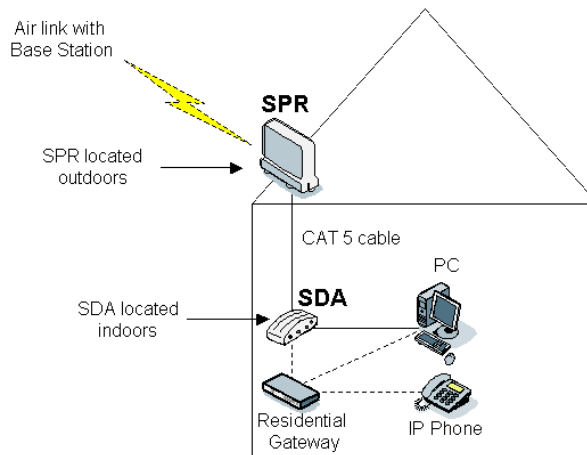 Air link with
Base Station
SPR
SPR located
outdoors
CAT 5 cable
PC
SDA
SDA located
indoors
Residential
Gateway
IP Phone